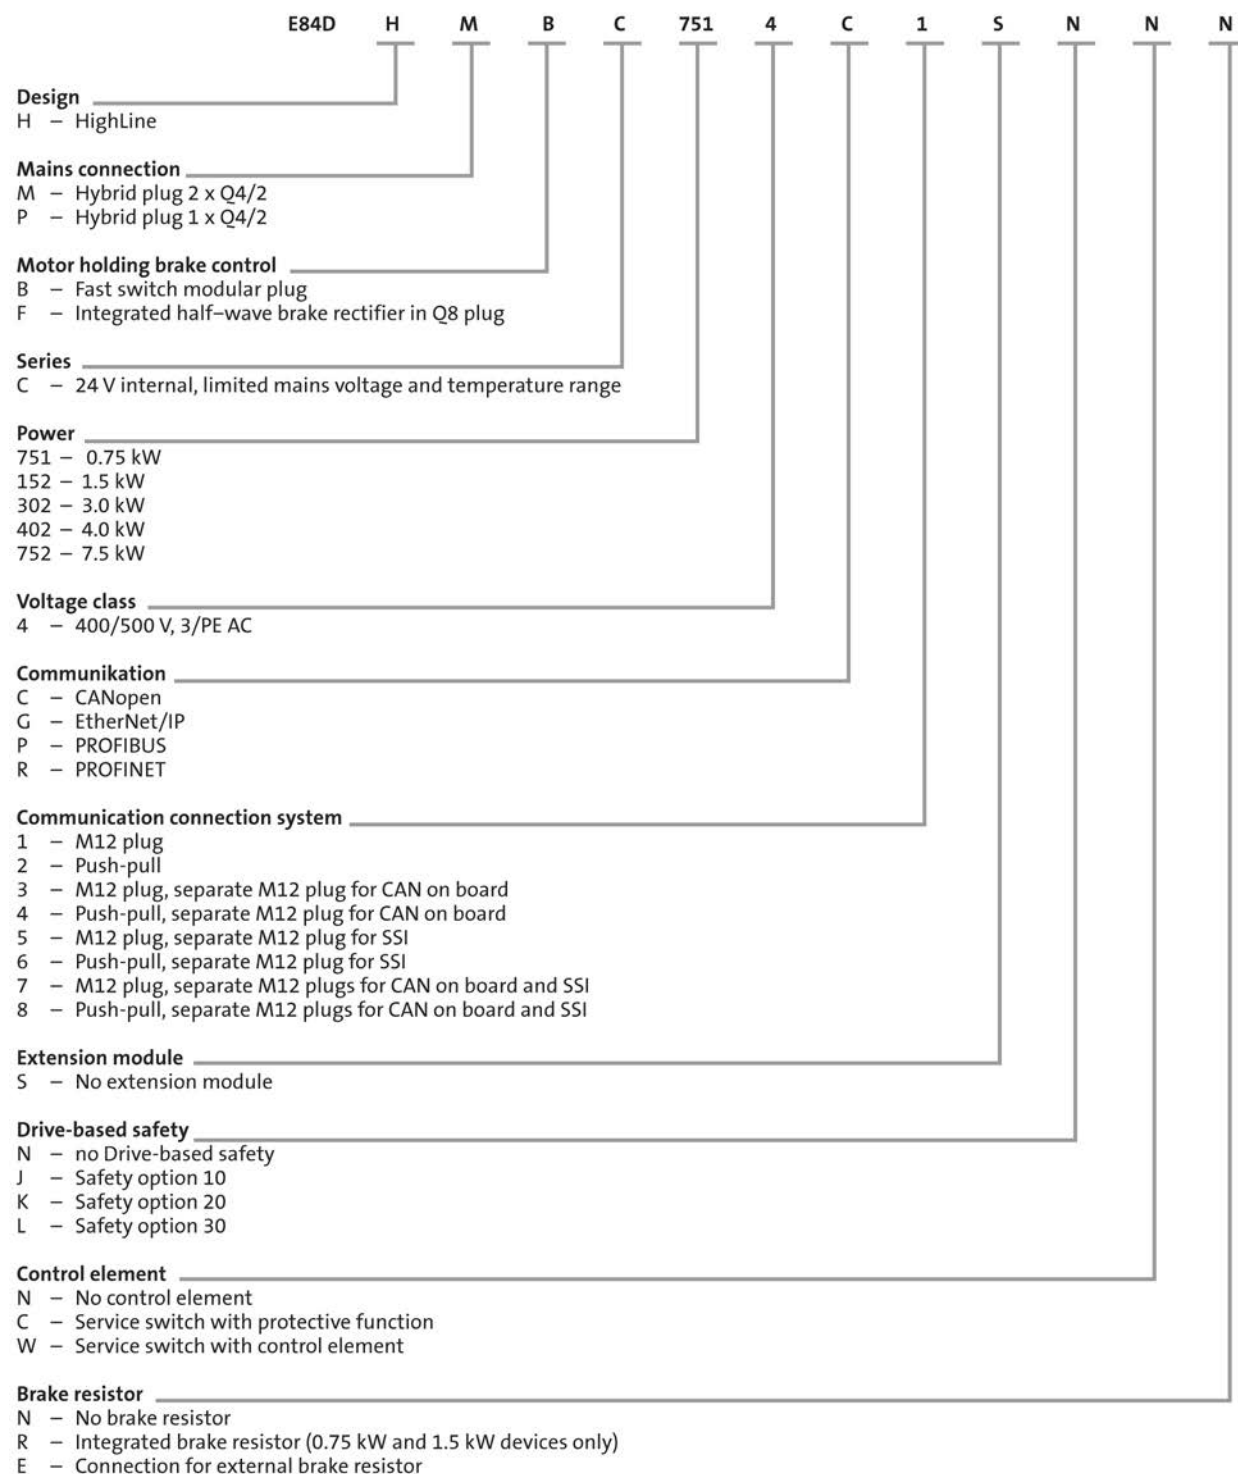 E84D H M B C 751 4 C 1 S N N N
Design
H – HighLine
Mains connection
M – Hybrid plug 2 x Q4/2
P – Hybrid plug 1 x Q4/2
Motor holding brake control
B – Fast switch modular plug
F – Integrated half–wave brake rectifier in Q8 plug
Series
C – 24 V internal, limited mains voltage and temperature range
Power
751 – 0.75 kW
152 – 1.5 kW
302 – 3.0 kW
402 – 4.0 kW
752 – 7.5 kW
Voltage class
4 – 400/500 V, 3/PE AC
Communikation
C – CANopen
G – EtherNet/IP
P – PROFIBUS
R – PROFINET
Communication connection system
1 – M12 plug
2 – Push-pull
3 – M12 plug, separate M12 plug for CAN on board
4 – Push-pull, separate M12 plug for CAN on board
5 – M12 plug, separate M12 plug for SSI
6 – Push-pull, separate M12 plug for SSI
7 – M12 plug, separate M12 plugs for CAN on board and SSI
8 – Push-pull, separate M12 plugs for CAN on board and SSI
Extension module
S – No extension module
Drive-based safety
N – no Drive-based safety
J – Safety option 10
K – Safety option 20
L – Safety option 30
Control element
N – No control element
C – Service switch with protective function
W – Service switch with control element
Brake resistor
N – No brake resistor
R – Integrated brake resistor (0.75 kW and 1.5 kW devices only)
E – Connection for external brake resistor